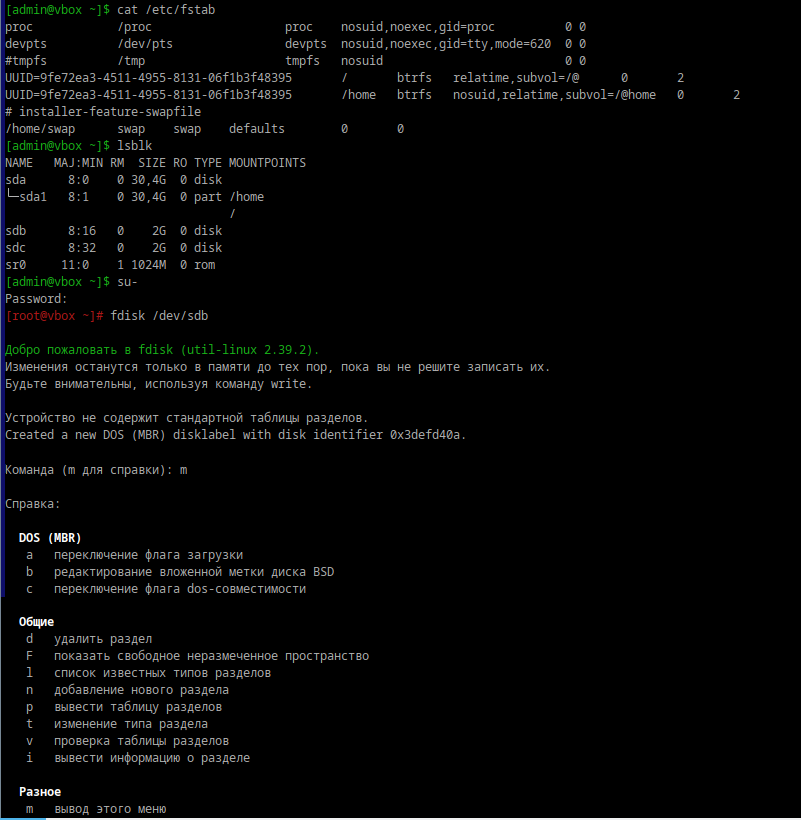 [admin@vbox ~]$ cat /etc/fstab
proc            /proc                   proc    nosuid,noexec,gid=proc          0 0
devpts          /dev/pts                devpts  nosuid,noexec,gid=tty,mode=620  0 0
#tmpfs          /tmp                    tmpfs   nosuid                          0 0
UUID=9fe72ea3-4511-4955-8131-06f1b3f48395       /       btrfs   relatime,subvol=/@      0       2
UUID=9fe72ea3-4511-4955-8131-06f1b3f48395       /home   btrfs   nosuid,relatime,subvol=/@home   0       2
# installer-feature-swapfile
/home/swap      swap    swap    defaults        0       0
[admin@vbox ~]$ lsblk
NAME   MAJ:MIN RM  SIZE RO TYPE MOUNTPOINTS
sda      8:0    0 30,4G  0 disk
└─sda1   8:1    0 30,4G  0 part /home
                                /
sdb      8:16   0    2G  0 disk
sdc      8:32   0    2G  0 disk
sr0     11:0    1 1024M  0 rom
[admin@vbox ~]$ su-
Password:
[root@vbox ~]# fdisk /dev/sdb

Добро пожаловать в fdisk (util-linux 2.39.2).
Изменения останутся только в памяти до тех пор, пока вы не решите записать их.
Будьте внимательны, используя команду write.

Устройство не содержит стандартной таблицы разделов.
Created a new DOS (MBR) disklabel with disk identifier 0x3defd40a.

Команда (m для справки): m

Справка:

  DOS (MBR)
   a   переключение флага загрузки
   b   редактирование вложенной метки диска BSD
   c   переключение флага dos-совместимости

  Общие
   d   удалить раздел
   F   показать свободное неразмеченное пространство
   l   список известных типов разделов
   n   добавление нового раздела
   p   вывести таблицу разделов
   t   изменение типа раздела
   v   проверка таблицы разделов
   i   вывести информацию о разделе

  Разное
   m   вывод этого меню